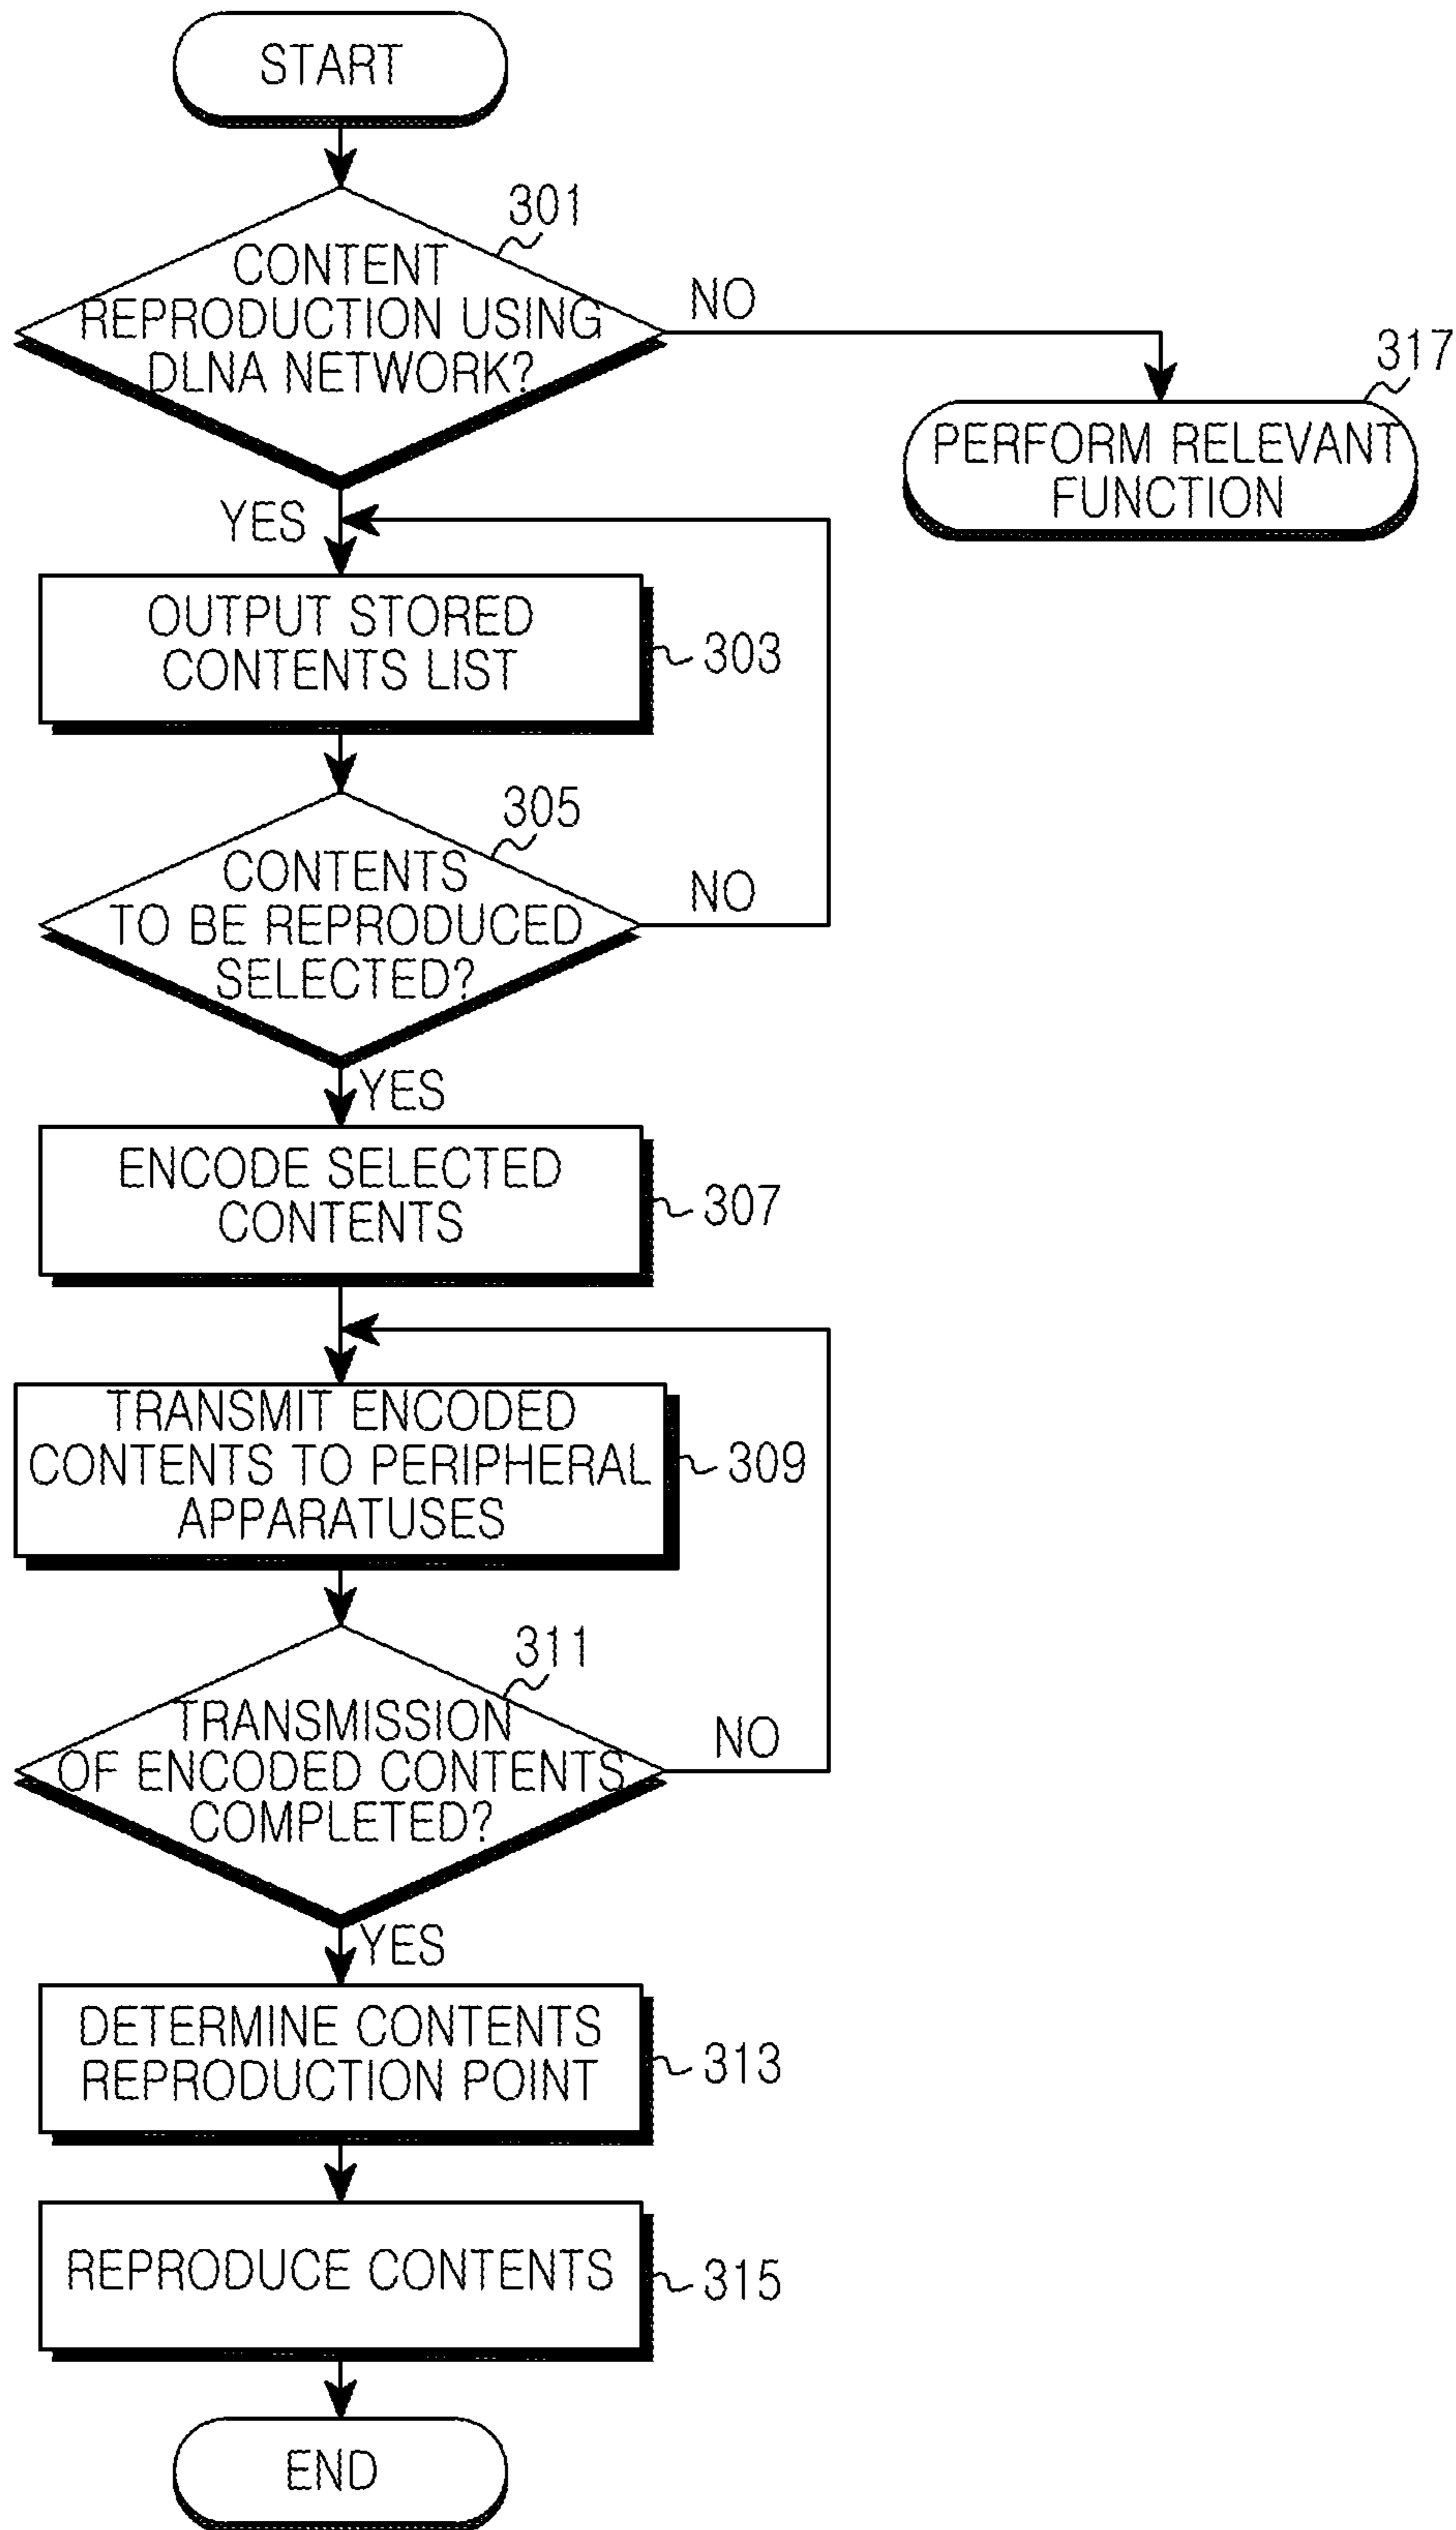 START
301
CONTENT
REPRODUCTION USING
DLNA NETWORK?
NO
317
PERFORM RELEVANT
FUNCTION
YES
OUTPUT STORED
CONTENTS LIST
303
305
CONTENTS
TO BE REPRODUCED
SELECTED?
NO
YES
ENCODE SELECTED
CONTENTS
307
TRANSMIT ENCODED
CONTENTS TO PERIPHERAL
APPARATUSES
309
311
TRANSMISSION
OF ENCODED CONTENTS
COMPLETED?
NO
YES
DETERMINE CONTENTS
REPRODUCTION POINT
313
REPRODUCE CONTENTS
315
END